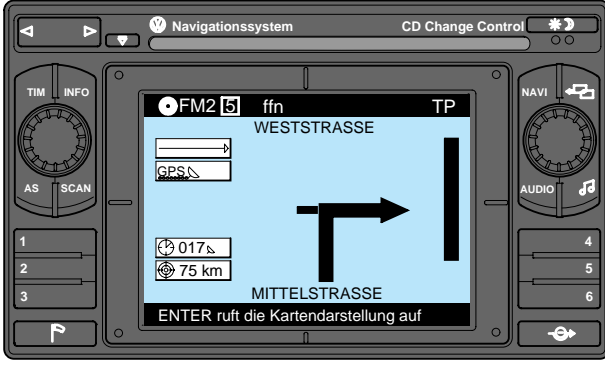 Navigationssystem CD Change Control
TIM INFO
NAVI
FM2 5 ffn TP
WESTSTRASSE
GPS
AS SCAN
AUDIO
1
2
3
4
5
6
017
75 km
MITTELSTRASSE
ENTER ruft die Kartendarstellung auf